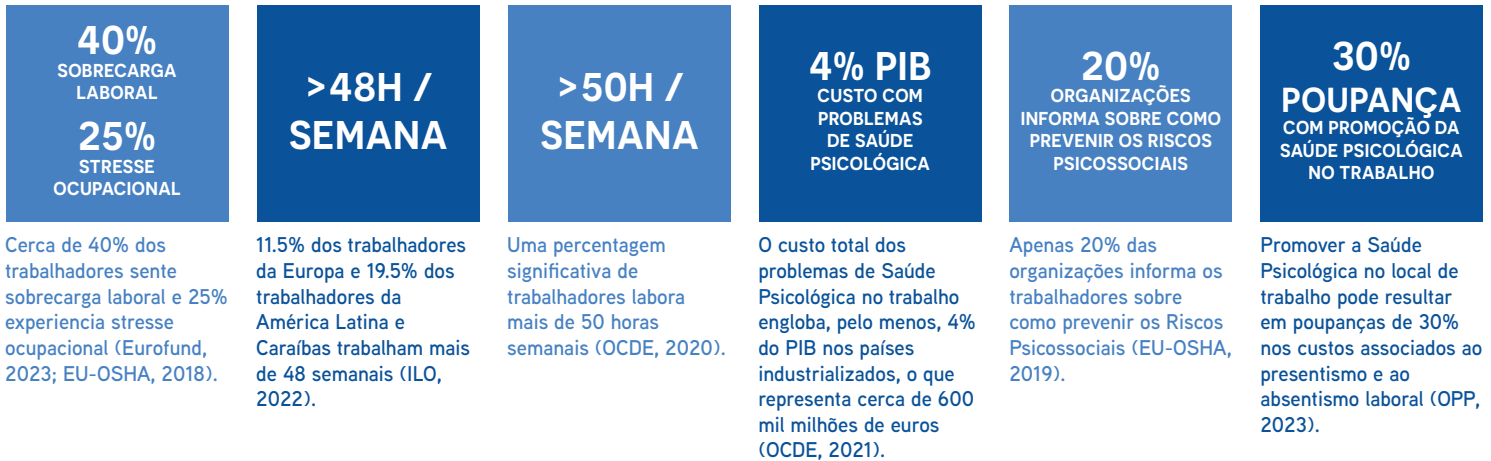 40%
SOBRECARGA
LABORAL
25%
STRESSE
OCUPACIONAL
Cerca de 40% dos
trabalhadores sente
sobrecarga laboral e 25%
experiencia stresse
ocupacional (Eurofund,
2023; EU-OSHA, 2018).
>48H /
SEMANA
11.5% dos trabalhadores
da Europa e 19.5% dos
trabalhadores da
América Latina e
Caraíbas trabalham mais
de 48 semanais (ILO,
2022).
>50H /
SEMANA
Uma percentagem
significativa de
trabalhadores labora
mais de 50 horas
semanais (OCDE, 2020).
4% PIB
CUSTO COM
PROBLEMAS
DE SAÚDE
PSICOLÓGICA
O custo total dos
problemas de Saúde
Psicológica no trabalho
engloba, pelo menos, 4%
do PIB nos países
industrializados, o que
representa cerca de 600
mil milhões de euros
(OCDE, 2021).
20%
ORGANIZAÇÕES
INFORMA SOBRE COMO
PREVENIR OS RISCOS
PSICOSSOCIAIS
Apenas 20% das
organizações informa os
trabalhadores sobre
como prevenir os Riscos
Psicossociais (EU-OSHA,
2019).
30%
POUPANÇA
COM PROMOÇÃO DA
SAÚDE PSICOLÓGICA
NO TRABALHO
Promover a Saúde
Psicológica no local de
trabalho pode resultar
em poupanças de 30%
nos custos associados ao
presentismo e ao
absentismo laboral (OPP,
2023).